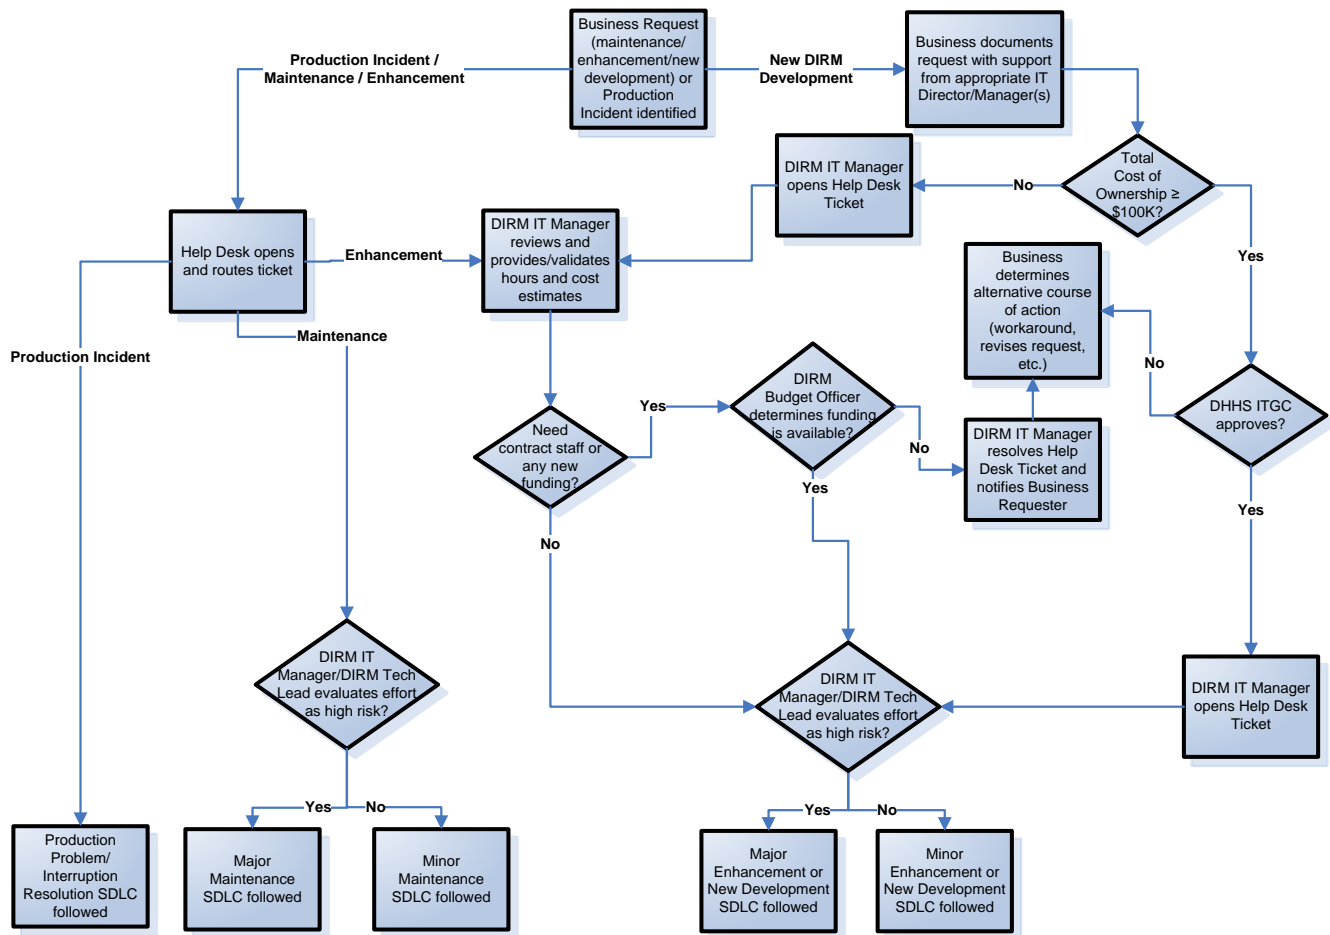 Business Request
(maintenance/
enhancement/new
development) or
Production
Incident identified
Production Incident /
Maintenance / Enhancement
New DIRM
Development
Business documents
request with support
from appropriate IT
Director/Manager(s)
Total
Cost of
Ownership ≥
$100K?
No
Yes
DIRM IT Manager
opens Help Desk
Ticket
Help Desk opens
and routes ticket
Enhancement
DIRM IT Manager
reviews and
provides/validates
hours and cost
estimates
Business
determines
alternative course
of action
(workaround,
revises request,
etc.)
Maintenance
Production Incident
No
DHHS ITGC
approves?
DIRM
Budget Officer
determines funding
is available?
Yes
Need
contract staff or
any new
funding?
No
DIRM IT Manager
resolves Help
Desk Ticket and
notifies Business
Requester
Yes
Yes
No
DIRM IT
Manager/DIRM Tech
Lead evaluates effort
as high risk?
DIRM IT
Manager/DIRM Tech
Lead evaluates effort
as high risk?
DIRM IT Manager
opens Help Desk
Ticket
Yes
No
Yes
No
Production
Problem/
Interruption
Resolution SDLC
followed
Major
Maintenance
SDLC followed
Minor
Maintenance
SDLC followed
Major
Enhancement or
New Development
SDLC followed
Minor
Enhancement or
New Development
SDLC followed